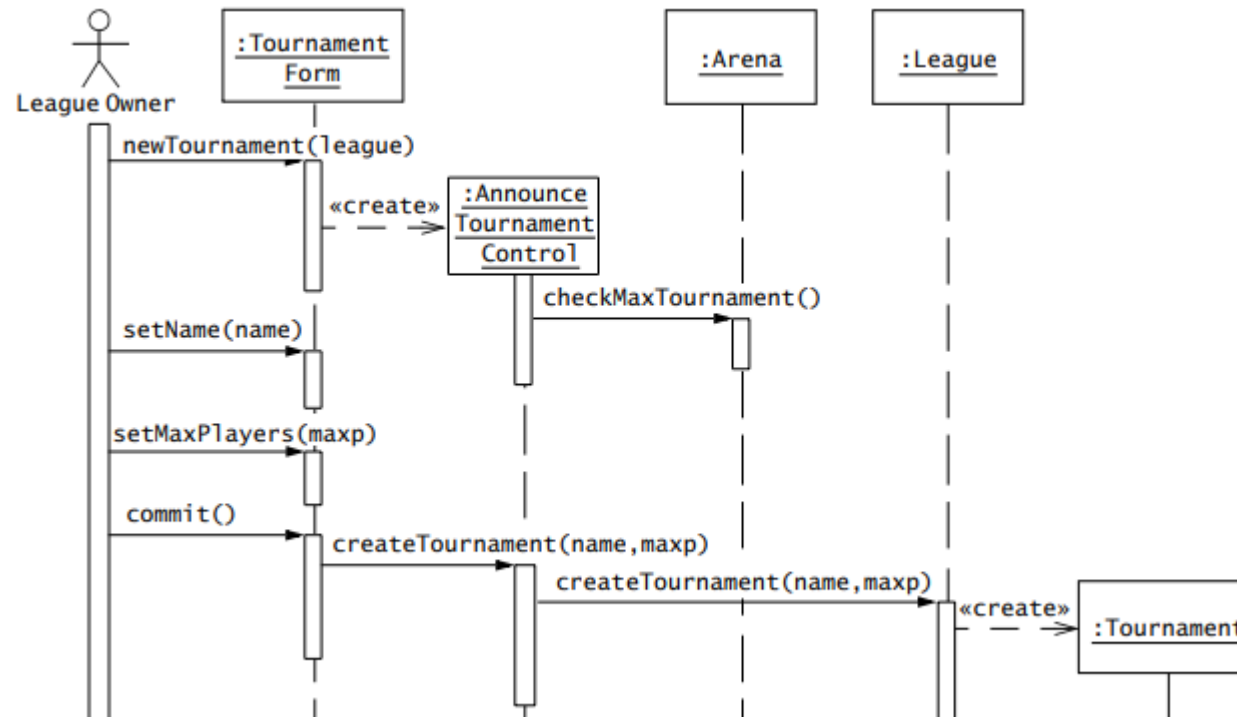 :Tournament
Form
:Arena
:League
League Owner
newTournament(league)
«create»
:Announce
Tournament
Control
checkMaxTournament()
setName(name)
setMaxPlayers(maxp)
commit()
createTournament(name,maxp)
createTournament(name,maxp)
«create»
:Tournament